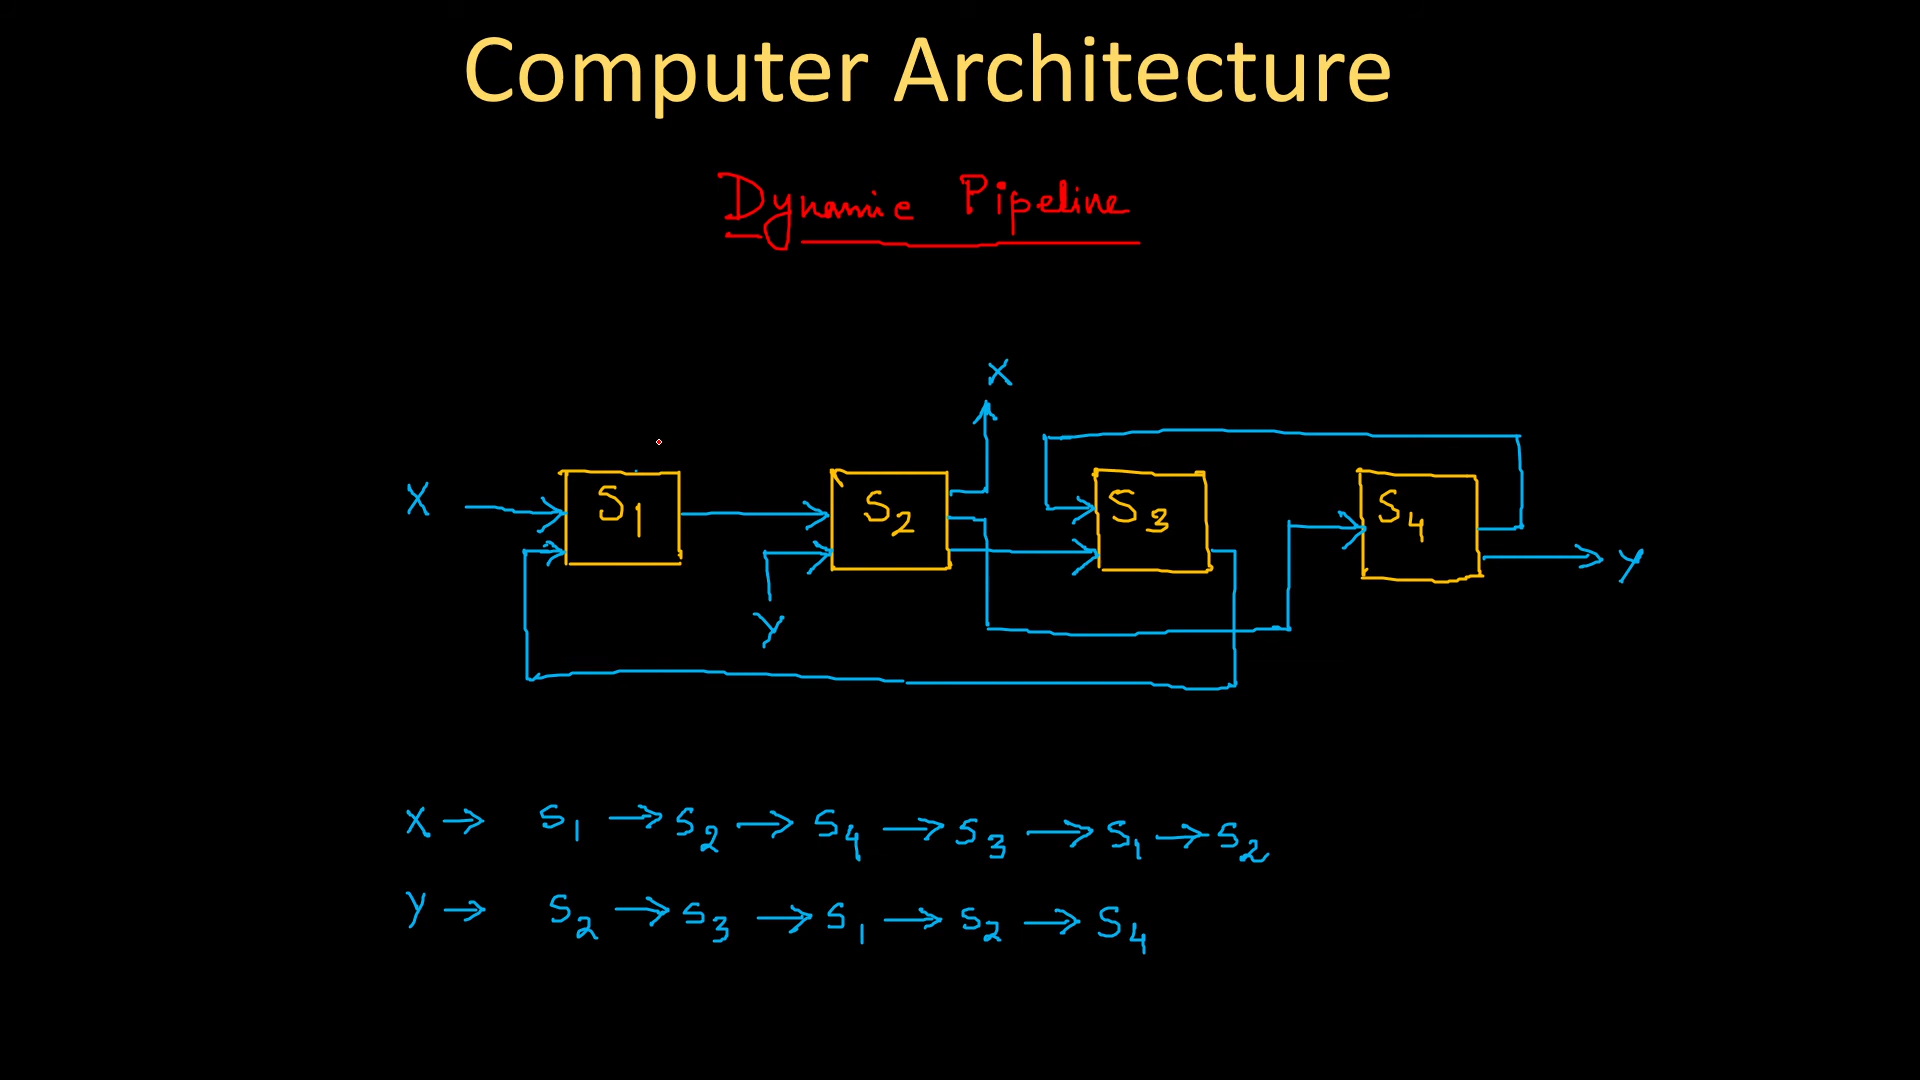 Computer Architecture
Dynamic Pipeline
X
X S1 S2 S3 S4
Y
Y
X → S1 → S2 → S4 → S3 → S1 → S2
Y → S2 → S3 → S1 → S2 → S4